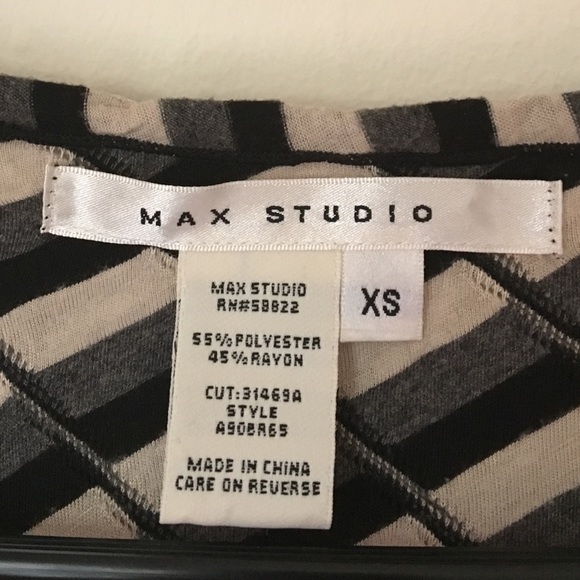 MAX STUDIO
XS
MAX STUDIO
RN#58822
55%POLYESTER
45%RAYON
CUT:31469A
STYLE
A908R65
MADE IN CHINA
CARE ON REVERSE